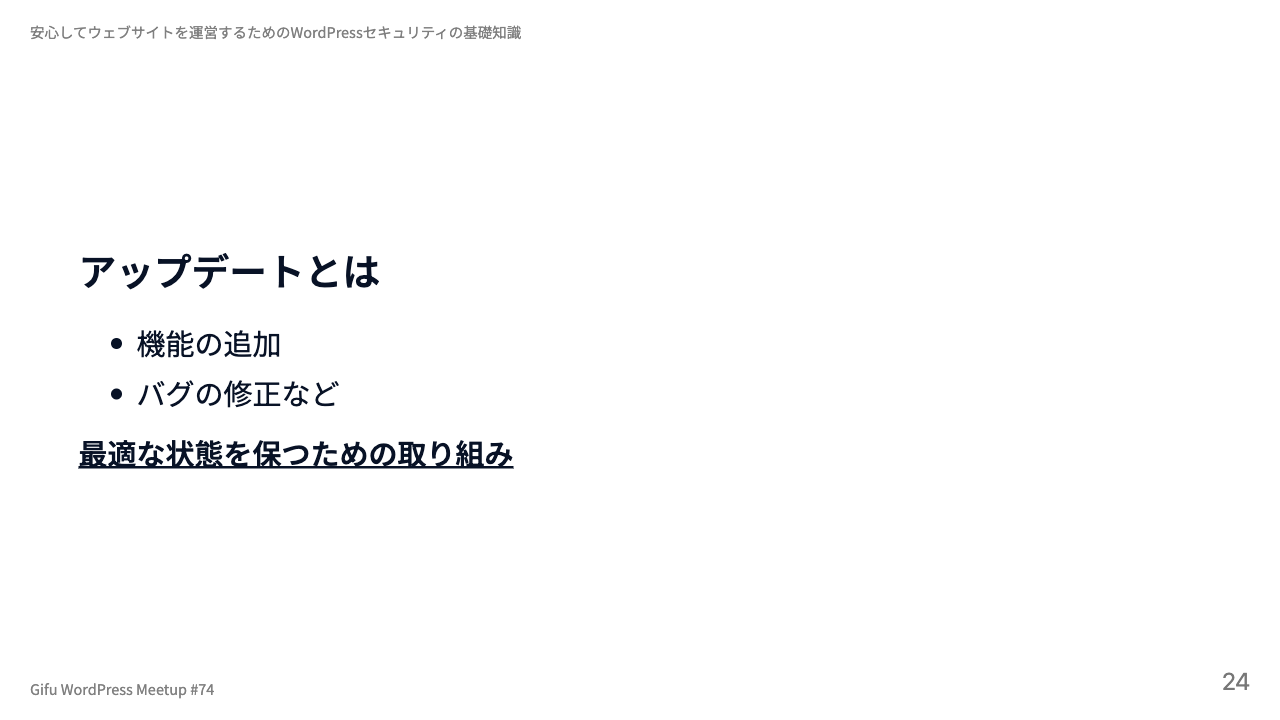 安心してウェブサイトを運営するためのWordPressセキュリティの基礎知識
アップデートとは
• 機能の追加
• バグの修正など
最適な状態を保つための取り組み
Gifu WordPress Meetup #74
24